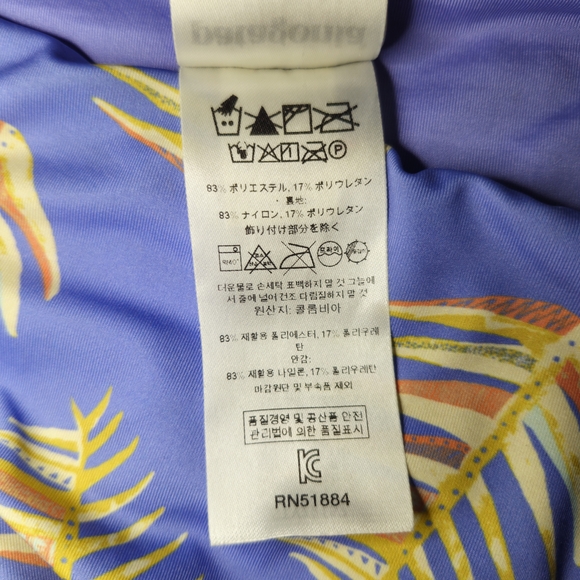 patagonia
83% ポリエステル, 17% ポリウレタン
・裏地:
83% ナイロン, 17% ポリウレタン
飾り付け部分を除く
더운물로 손세탁 표백하지 말 것 그늘에
서 줄에 널어 건조 다림질하지 말 것
원산지: 콜롬비아
83% 재활용 폴리에스터, 17% 폴리우레
탄
안감:
83% 재활용 나일론, 17% 폴리우레탄
마감원단 및 부속품 제외
품질경영 및 공산품 안전
관리법에 의한 품질표시
RN51884